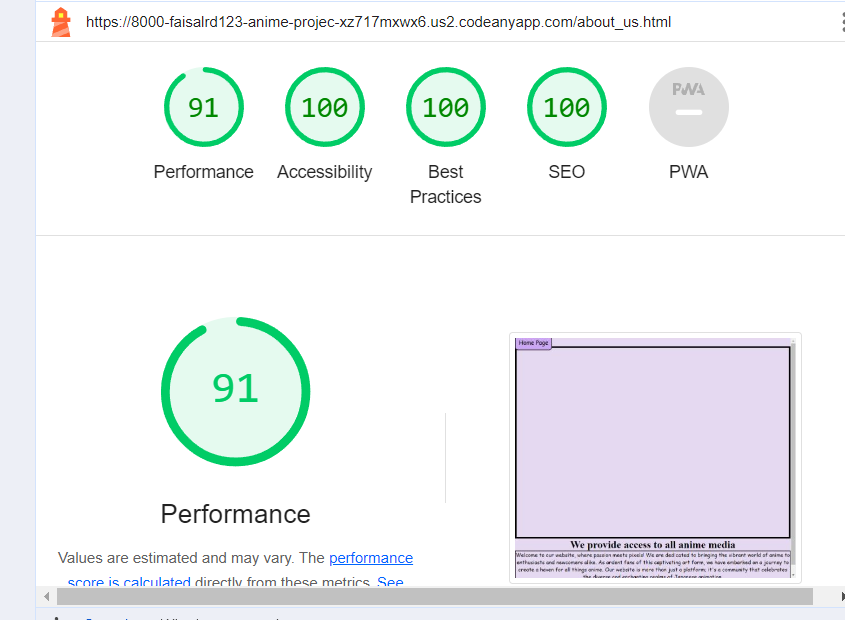 https://8000-faisalrd123-anime-projec-xz717mxwx6.us2.codeanyapp.com/about_us.html
91 100 100 100 PWA
Performance Accessibility Best Practices SEO PWA
91
Home Page
We provide access to all anime media
Welcome to our website, where passion meets pixels! We are dedicated to bringing the vibrant world of anime to
enthusiasts and newcomers alike. As ardent fans of this captivating art form, we have embarked on a journey to
create a haven for all things anime. Our website is more than just a platform; it's a community that celebrates
the diverse and enchanting realms of Japanese animation.
Performance
Values are estimated and may vary. The performance
score is calculated directly from these metrics. See